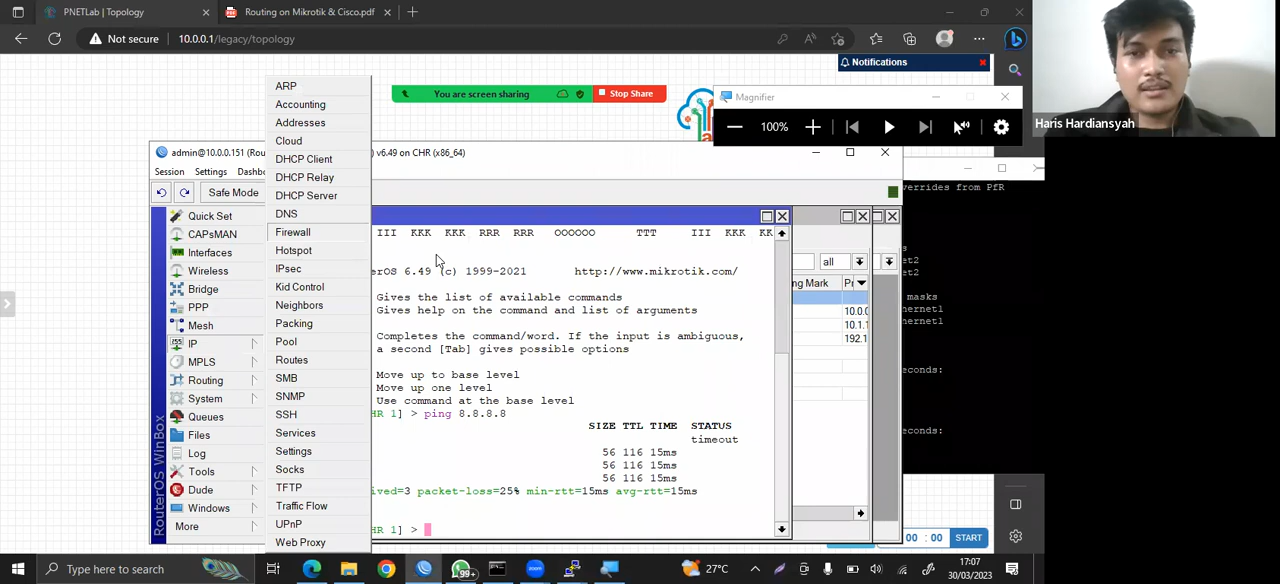 PNETLab | Topology
Routing on Mikrotik & Cisco.pdf
Not secure
10.0.0.1/legacy/topology
Notifications
You are screen sharing
Stop Share
Magnifier
100%
Haris Hardiansyah
admin@10.0.0.151 (Rou
) v6.49 on CHR (x86_64)
Session
Settings
Dashbo
Safe Mode
Quick Set
CAPsMAN
Interfaces
Wireless
Bridge
PPP
Mesh
IP
MPLS
Routing
System
Queues
Files
Log
Tools
Dude
Windows
More
RouterOS WinBox
ARP
Accounting
Addresses
Cloud
DHCP Client
DHCP Relay
DHCP Server
DNS
Firewall
Hotspot
IPsec
Kid Control
Neighbors
Packing
Pool
Routes
SMB
SNMP
SSH
Services
Settings
Socks
TFTP
Traffic Flow
UPnP
Web Proxy
III KKK KKK RRR RRR OOOOOO TTT III KKK KK
erOS 6.49 (c) 1999-2021 http://www.mikrotik.com/
Gives the list of available commands
Gives help on the command and list of arguments
Completes the command/word. If the input is ambiguous,
a second [Tab] gives possible options
Move up to base level
Move up one level
Use command at the base level
HR 1] > ping 8.8.8.8
SIZE TTL TIME STATUS
timeout
56 116 15ms
56 116 15ms
56 116 15ms
ived=3 packet-loss=25% min-rtt=15ms avg-rtt=15ms
HR 1] >
all
ng Mark
10.0.0
10.1.1
192.1
verrides from PfR
s
et2
et2
masks
ernet1
econds:
econds:
00 : 00
START
Type here to search
99+
27°C
17:07
30/03/2023